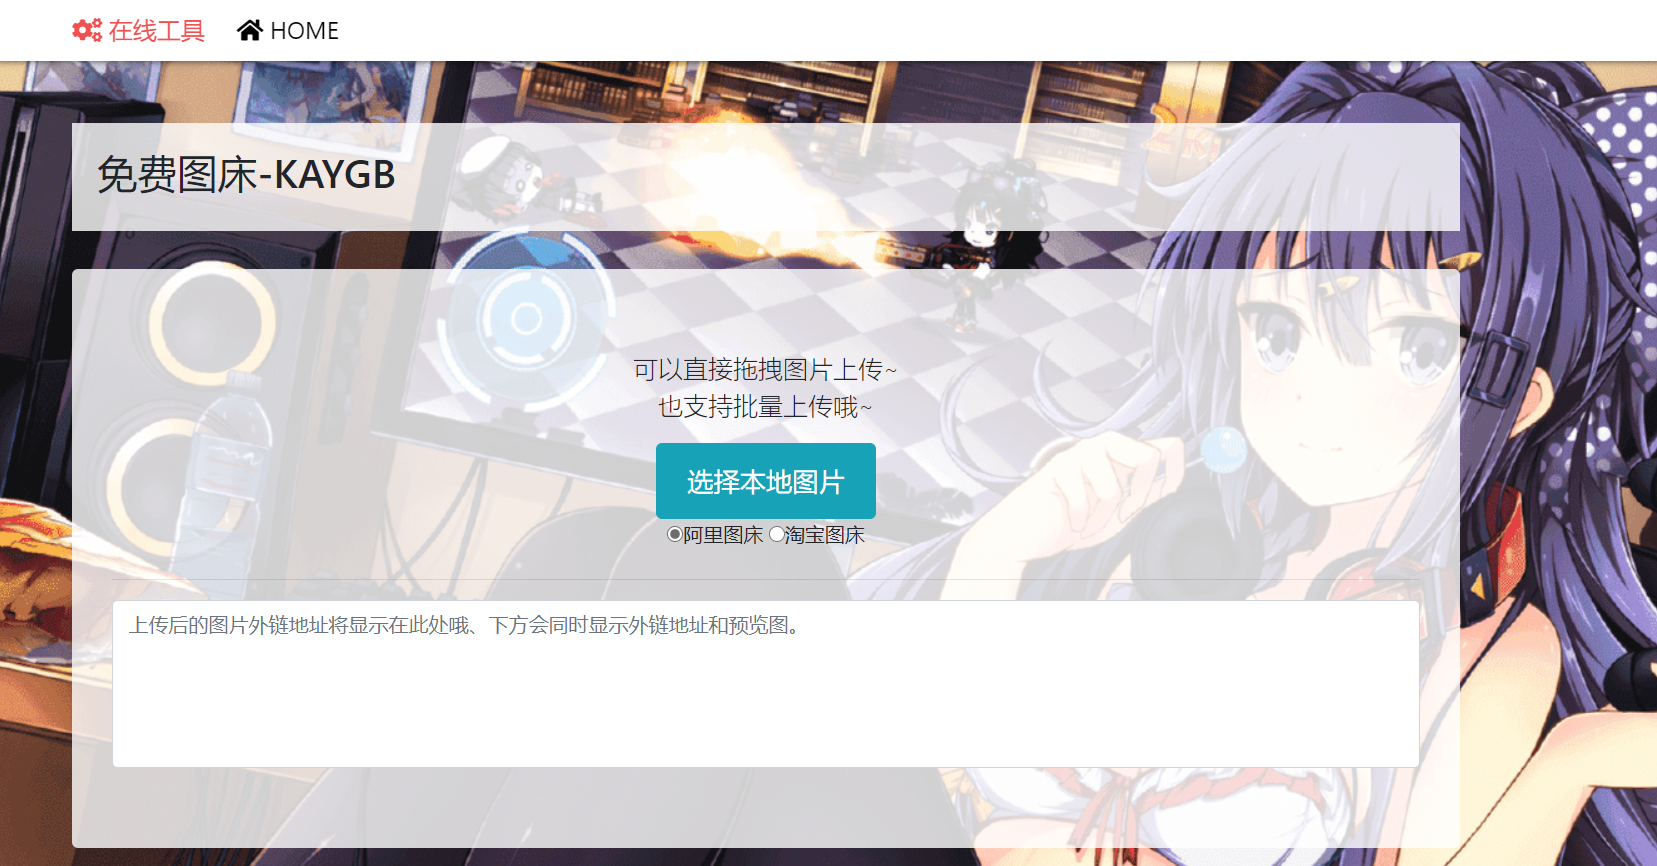 在线工具 HOME
免费图床-KAYGB
可以直接拖拽图片上传~
也支持批量上传哦~
选择本地图片
阿里图床 淘宝图床
上传后的图片外链地址将显示在此处哦、下方会同时显示外链地址和预览图。